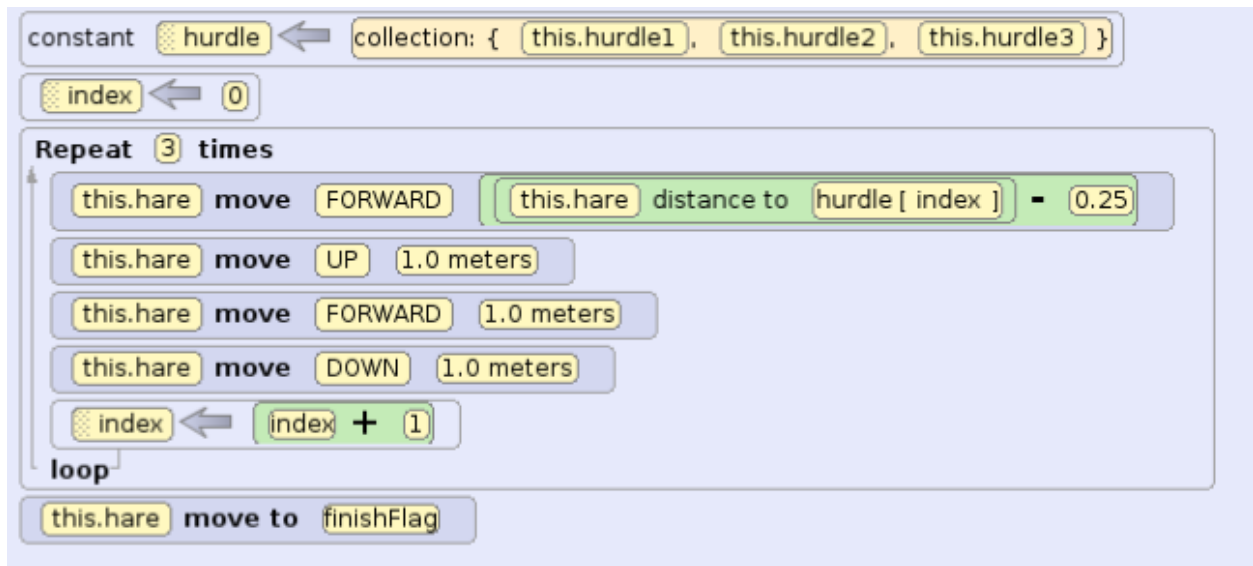 constant hurdle collection: { this.hurdle1 , this.hurdle2 , this.hurdle3 }
index 0
Repeat 3 times
this.hare move FORWARD this.hare distance to hurdle [ index ] - 0.25
this.hare move UP 1.0 meters
this.hare move FORWARD 1.0 meters
this.hare move DOWN 1.0 meters
index index + 1
loop
this.hare move to finishFlag